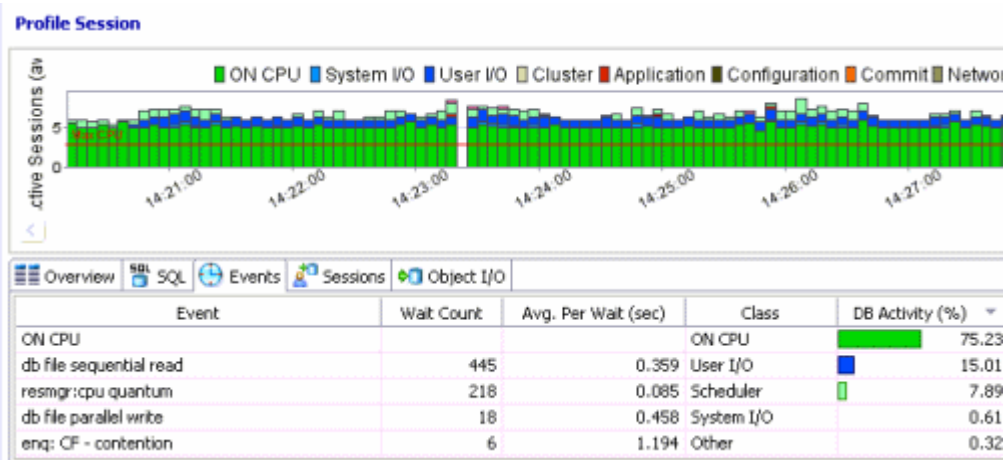 Profile Session
ON CPU System I/O User I/O Cluster Application Configuration Commit Networ
ctive Sessions (av
5
Max CPU
0
14:21:00 14:22:00 14:23:00 14:24:00 14:25:00 14:26:00 14:27:00
Overview SQL SQL Events Sessions Object I/O
Event Wait Count Avg. Per Wait (sec) Class DB Activity (%)
ON CPU ON CPU 75.23
db file sequential read 445 0.359 User I/O 15.01
resmgr:cpu quantum 218 0.085 Scheduler 7.89
db file parallel write 18 0.458 System I/O 0.61
enq: CF - contention 6 1.194 Other 0.32